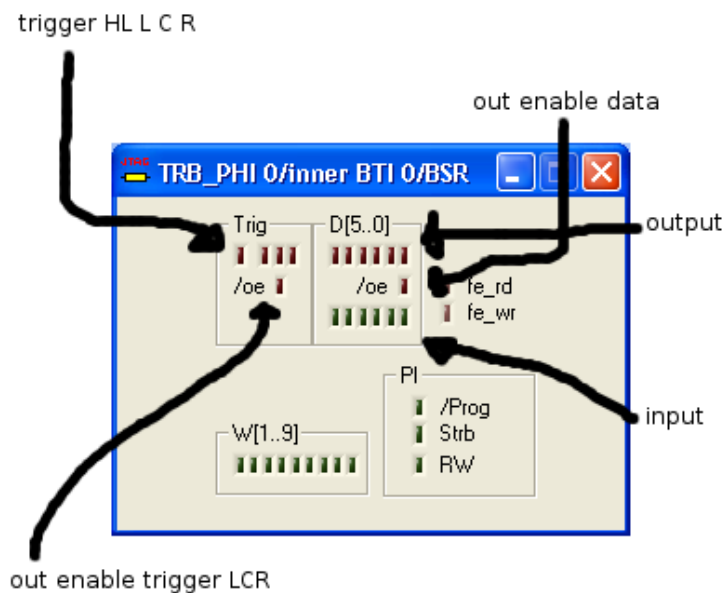 trigger HL L C R
out enable data
JTAG
TRB_PHI 0/inner BTI 0/BSR
Trig
D[5..0]
output
/oe
/oe
fe_rd
fe_wr
PI
/Prog
input
W[1..9]
Strb
RW
out enable trigger LCR